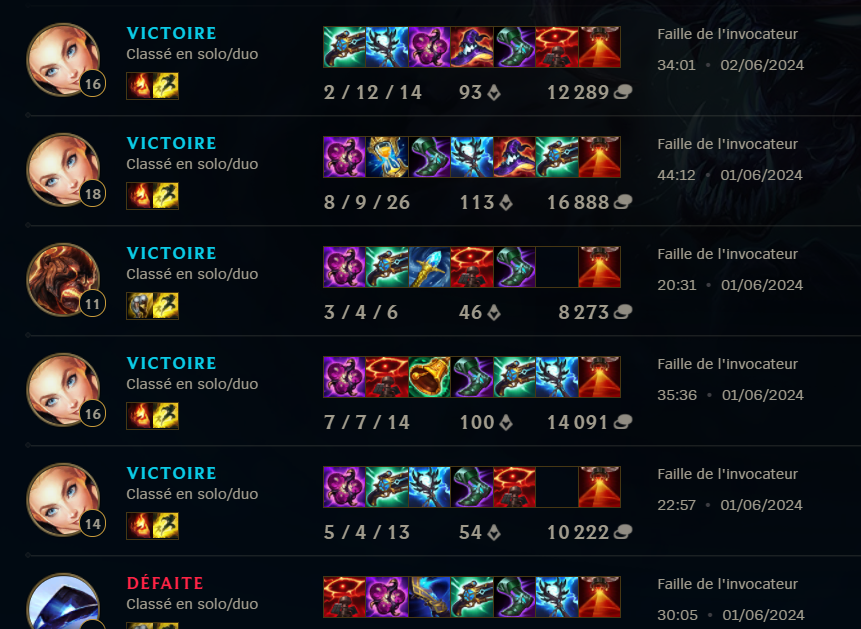 VICTOIRE
Classé en solo/duo
16
2 / 12 / 14 93 12 289
Faille de l'invocateur
34:01 • 02/06/2024
VICTOIRE
Classé en solo/duo
18
8 / 9 / 26 113 16 888
Faille de l'invocateur
44:12 • 01/06/2024
VICTOIRE
Classé en solo/duo
11
3 / 4 / 6 46 8 273
Faille de l'invocateur
20:31 • 01/06/2024
VICTOIRE
Classé en solo/duo
16
7 / 7 / 14 100 14 091
Faille de l'invocateur
35:36 • 01/06/2024
VICTOIRE
Classé en solo/duo
14
5 / 4 / 13 54 10 222
Faille de l'invocateur
22:57 • 01/06/2024
DÉFAITE
Classé en solo/duo
Faille de l'invocateur
30:05 • 01/06/2024